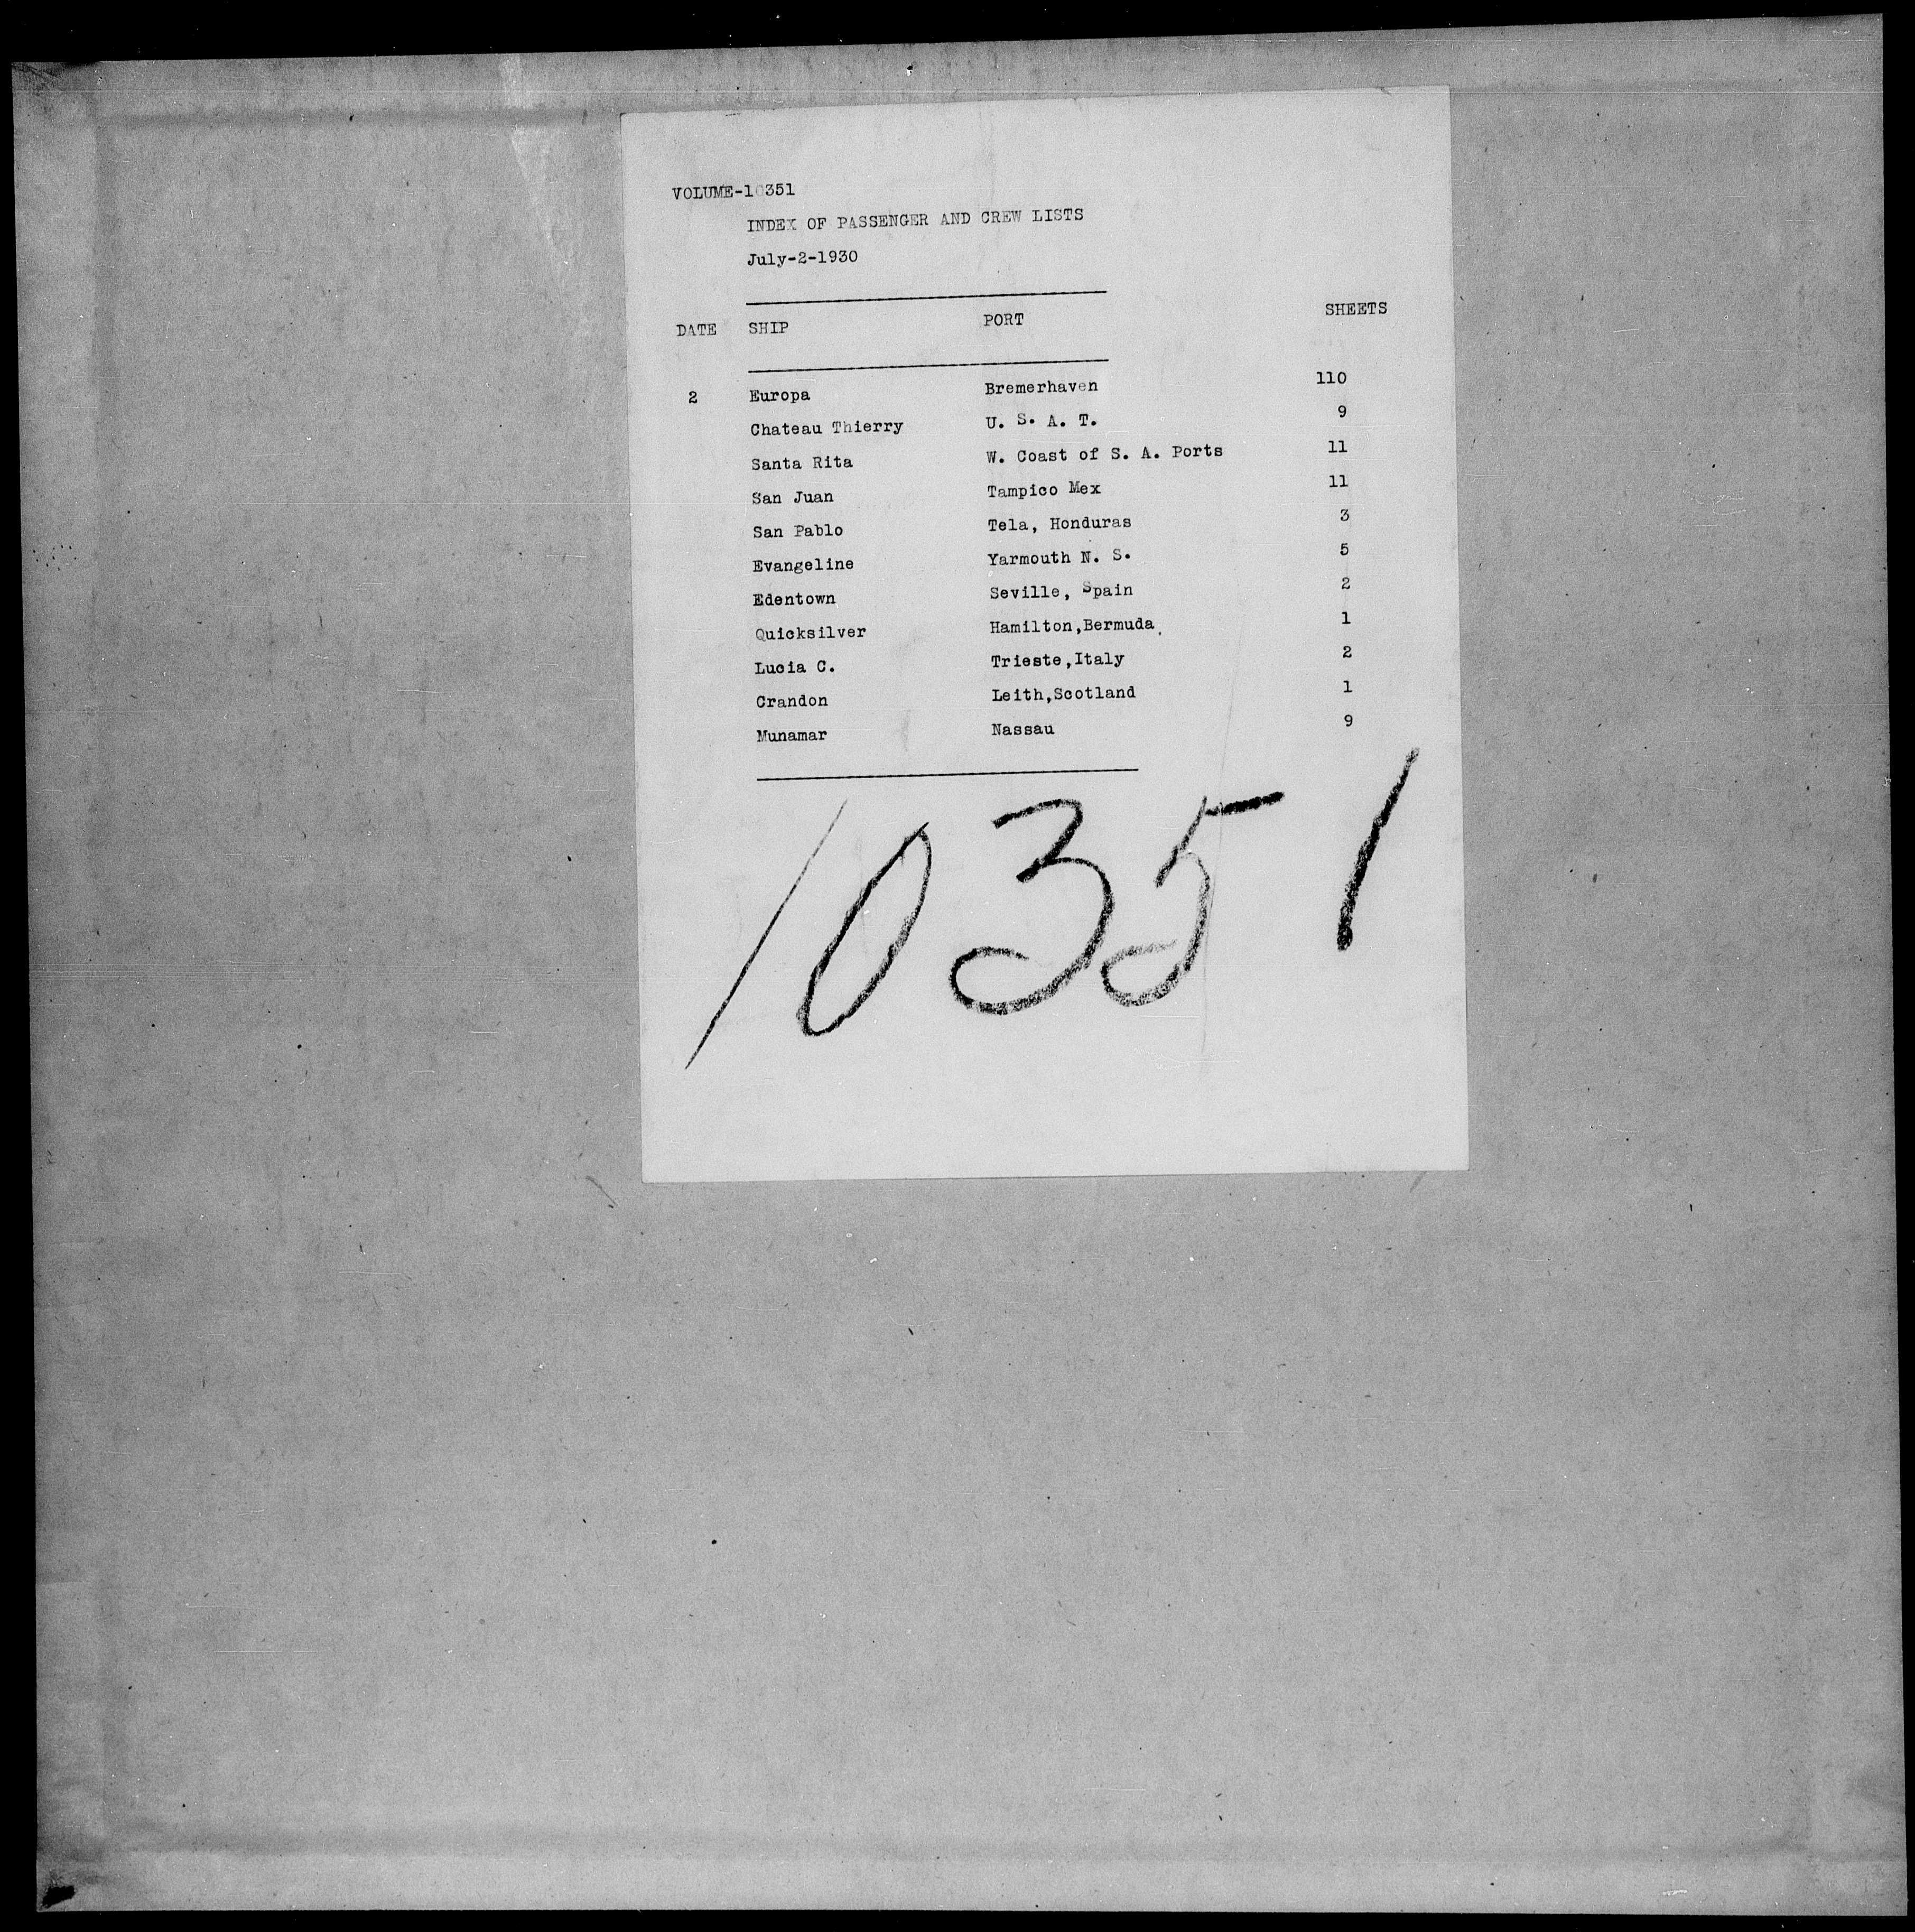 VOLUME-10351
INDEX OF PASSENGER AND CREW LISTS
July-2-1930
DATE SHIP PORT SHEETS
2 Europa Bremerhaven 110
Chateau Thierry U. S. A. T. 9
Santa Rita W. Coast of S. A. Ports 11
San Juan Tampico Mex 11
San Pablo Tela, Honduras 3
Evangeline Yarmouth N. S. 5
Edentown Seville, Spain 2
Quicksilver Hamilton,Bermuda 1
Lucia C. Trieste,Italy 2
Crandon Leith,Scotland 1
Munamar Nassau 9
10351